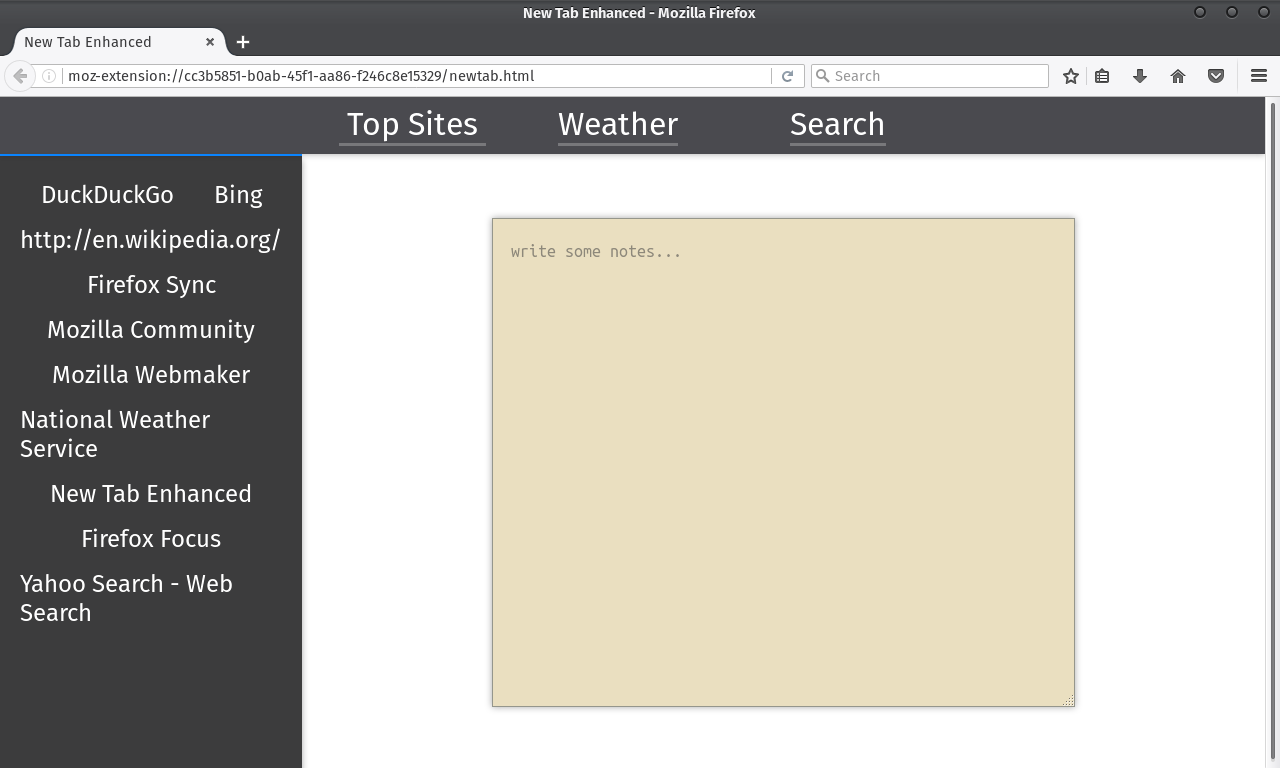 New Tab Enhanced - Mozilla Firefox
New Tab Enhanced
moz-extension://cc3b5851-b0ab-45f1-aa86-f246c8e15329/newtab.html
Search
Top Sites Weather Search
DuckDuckGo Bing
http://en.wikipedia.org/
Firefox Sync
Mozilla Community
Mozilla Webmaker
National Weather
Service
New Tab Enhanced
Firefox Focus
Yahoo Search - Web
Search
write some notes...